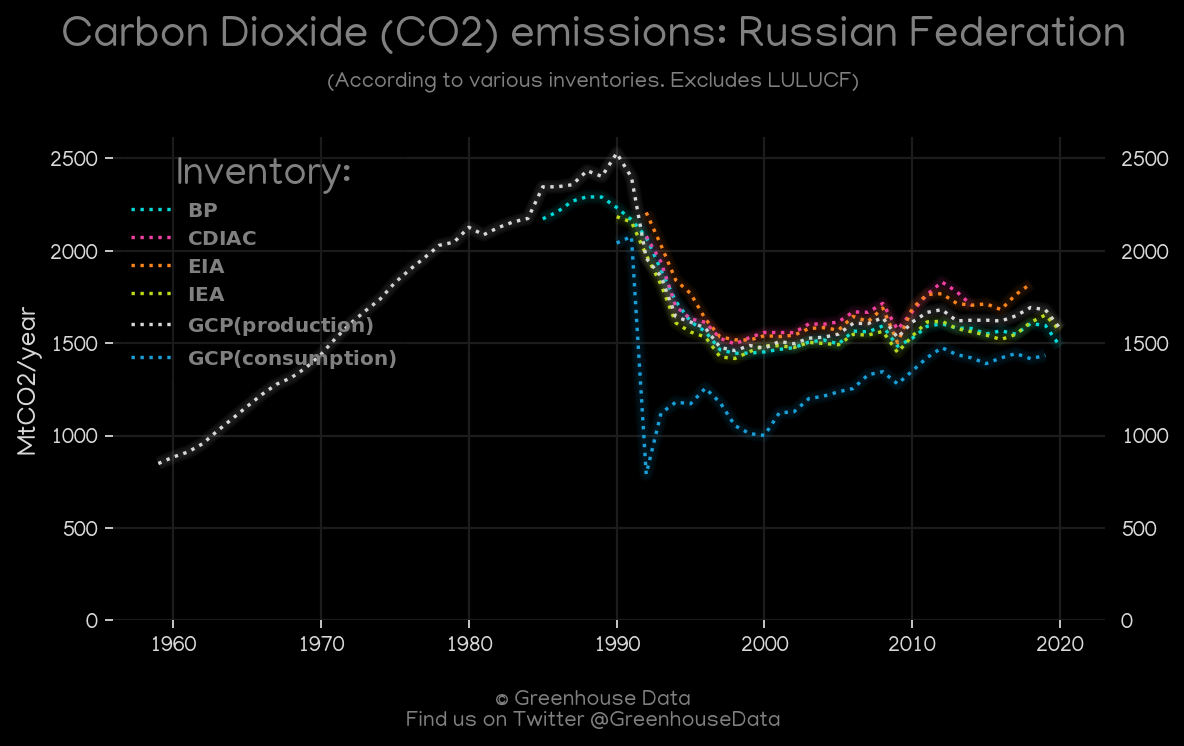 Carbon Dioxide (CO2) emissions: Russian Federation
(According to various inventories. Excludes LULUCF)
Inventory:
BP
CDIAC
EIA
IEA
GCP(production)
GCP(consumption)
MtCO2/year
2500
2000
1500
1000
500
0
2500
2000
1500
1000
500
0
1960 1970 1980 1990 2000 2010 2020
© Greenhouse Data
Find us on Twitter @GreenhouseData